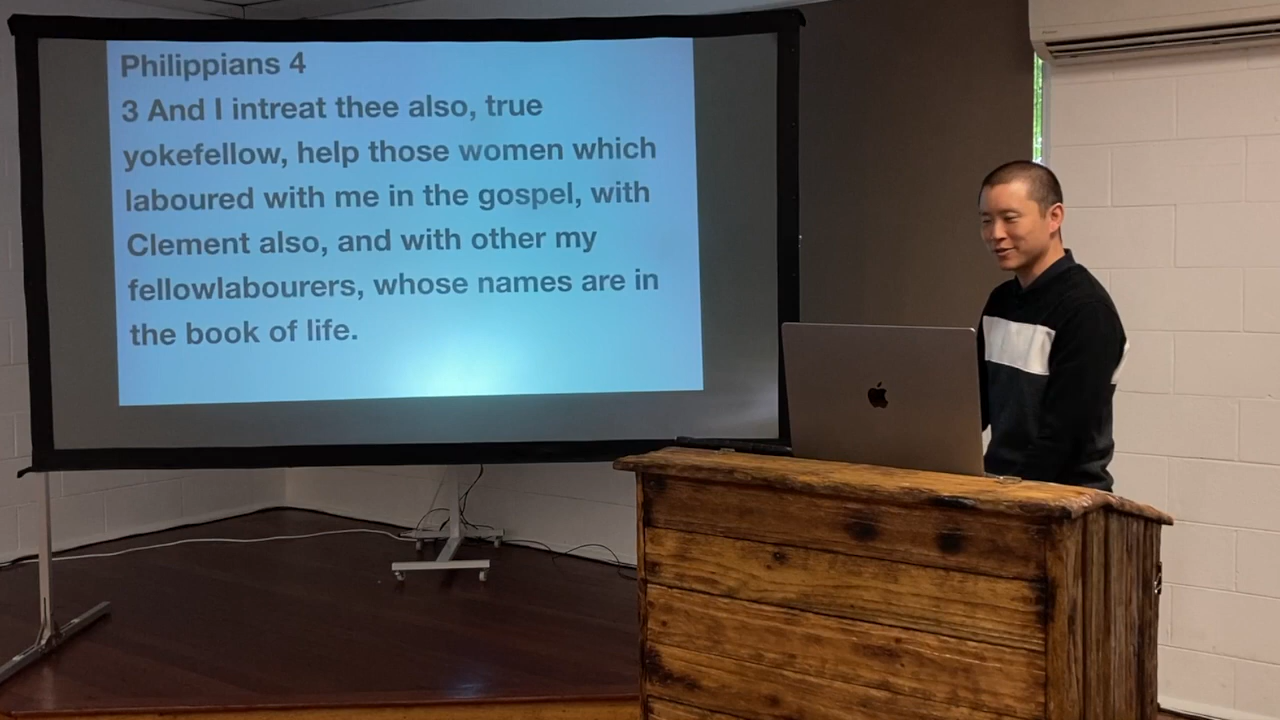 Philippians 4
3 And I intreat thee also, true
yokefellow, help those women which
laboured with me in the gospel, with
Clement also, and with other my
fellowlabourers, whose names are in
the book of life.